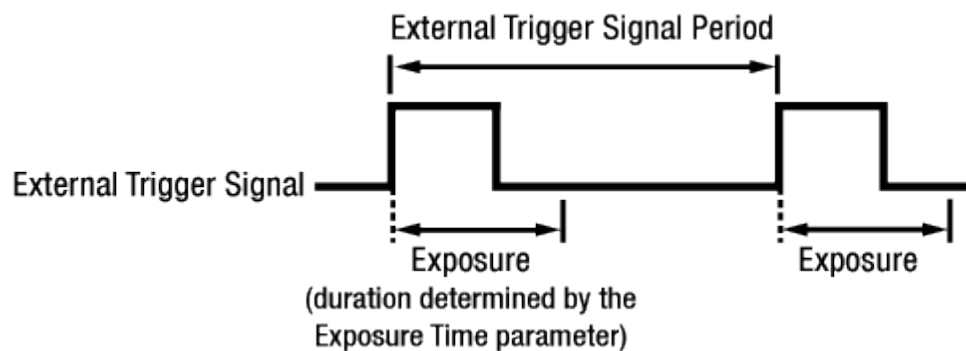 External Trigger Signal Period
External Trigger Signal
Exposure
(duration determined by the
Exposure Time parameter)
Exposure